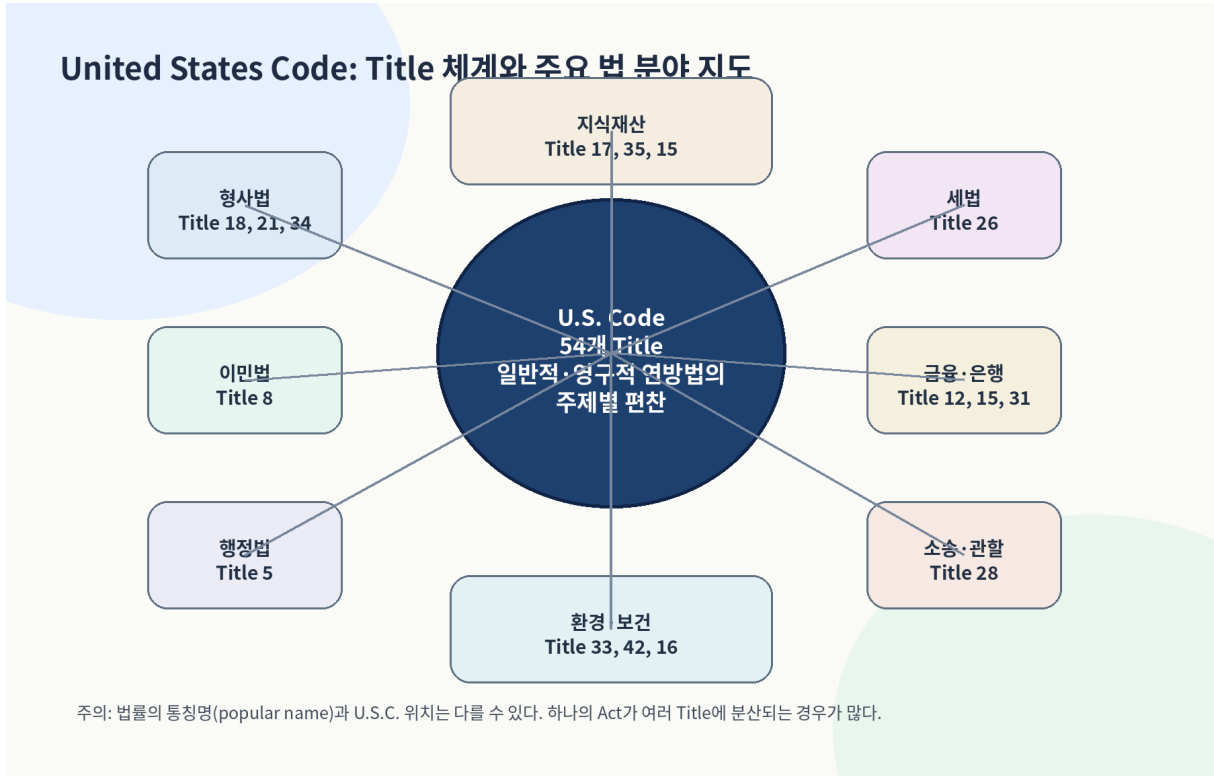 United States Code: Title 체계와 주요 법 분야 지도
지식재산
Title 17, 35, 15
형사법
Title 18, 21, 34
세법
Title 26
U.S. Code
54개 Title
일반적·영구적 연방법의
주제별 편찬
이민법
Title 8
금융·은행
Title 12, 15, 31
행정법
Title 5
소송·관할
Title 28
환경·보건
Title 33, 42, 16
주의: 법률의 통칭명(popular name)과 U.S.C. 위치는 다를 수 있다. 하나의 Act가 여러 Title에 분산되는 경우가 많다.